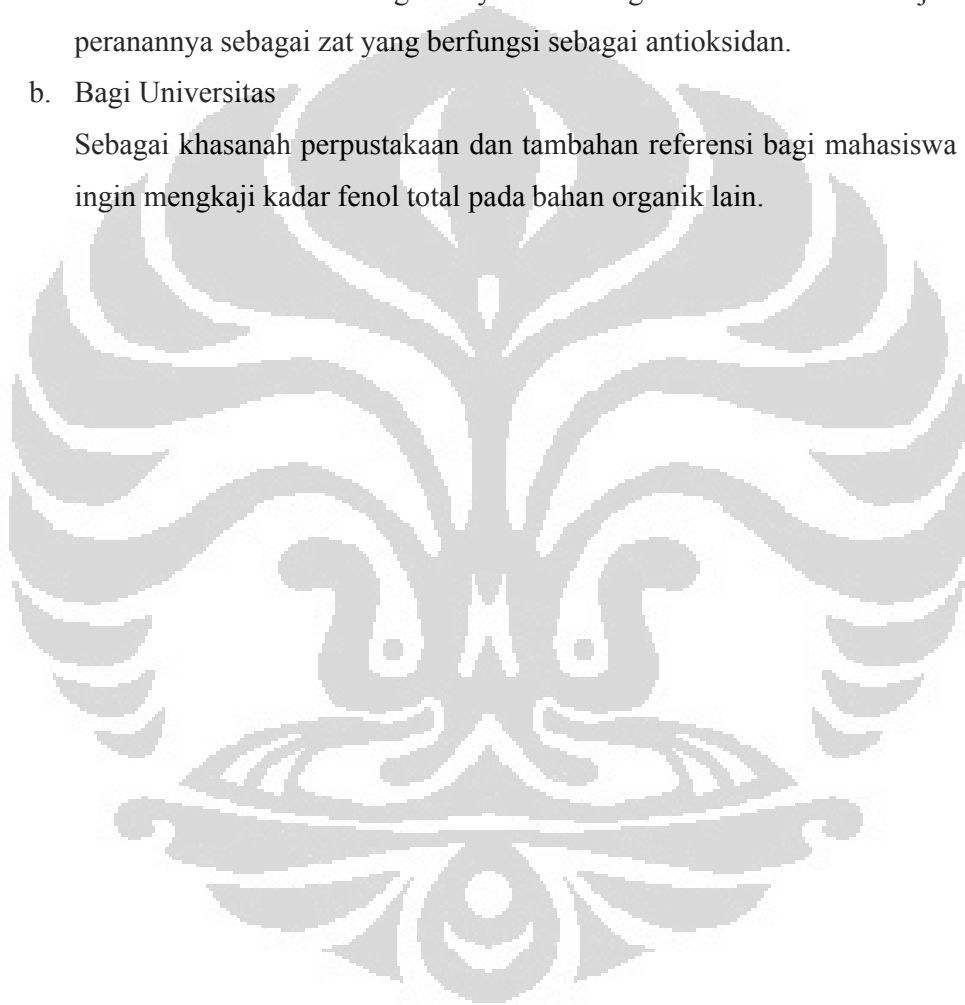 peranannya sebagai zat yang berfungsi sebagai antioksidan.
b. Bagi Universitas
Sebagai khasanah perpustakaan dan tambahan referensi bagi mahasiswa
ingin mengkaji kadar fenol total pada bahan organik lain.